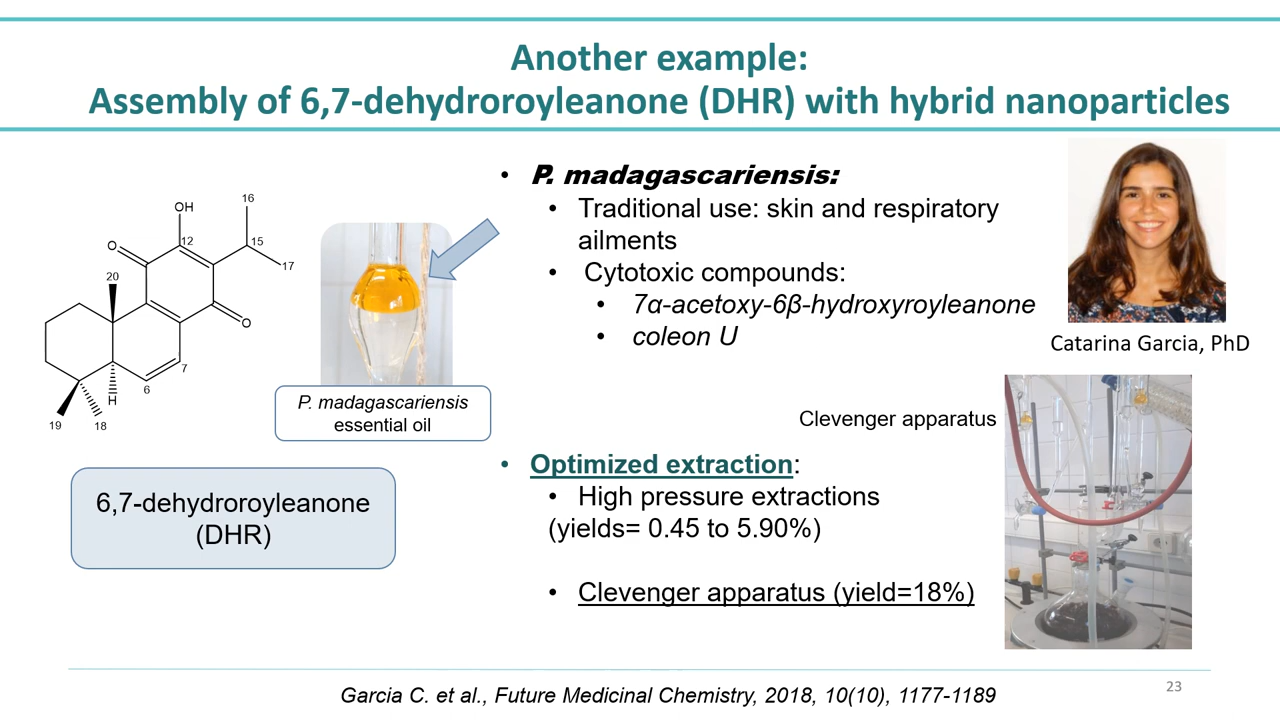 Another example:
Assembly of 6,7-dehydroroyleanone (DHR) with hybrid nanoparticles
16
OH
12
15
O
17
20
O
7
6
H
19
18
P. madagascariensis
essential oil
6,7-dehydroroyleanone
(DHR)
• P. madagascariensis:
• Traditional use: skin and respiratory
ailments
• Cytotoxic compounds:
• 7α-acetoxy-6β-hydroxyroyleanone
• coleon U
Catarina Garcia, PhD
Clevenger apparatus
• Optimized extraction:
• High pressure extractions
(yields= 0.45 to 5.90%)
• Clevenger apparatus (yield=18%)
Garcia C. et al., Future Medicinal Chemistry, 2018, 10(10), 1177-1189
23